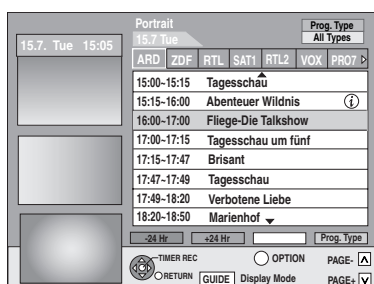 Portrait
Prog. Type
All Types
15.7. Tue 15:05
15.7 Tue
ARD ZDF RTL SAT1 RTL2 VOX PRO7
15:00~15:15 Tagesschau
15:15~16:00 Abenteuer Wildnis i
16:00~17:00 Fliege-Die Talkshow
17:00~17:15 Tagesschau um fünf
17:15~17:47 Brisant
17:47~17:49 Tagesschau
17:49~18:20 Verbotene Liebe
18:20~18:50 Marienhof
-24 Hr +24 Hr Prog. Type
TIMER REC OPTION PAGE-
RETURN GUIDE Display Mode PAGE+